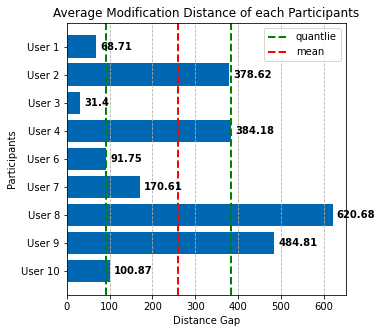 Average Modification Distance of each Participants
quantlie
mean
User 1
68.71
User 2
378.62
User 3
31.4
User 4
384.18
User 6
91.75
User 7
170.61
User 8
620.68
User 9
484.81
User 10
100.87
Participants
0 100 200 300 400 500 600
Distance Gap